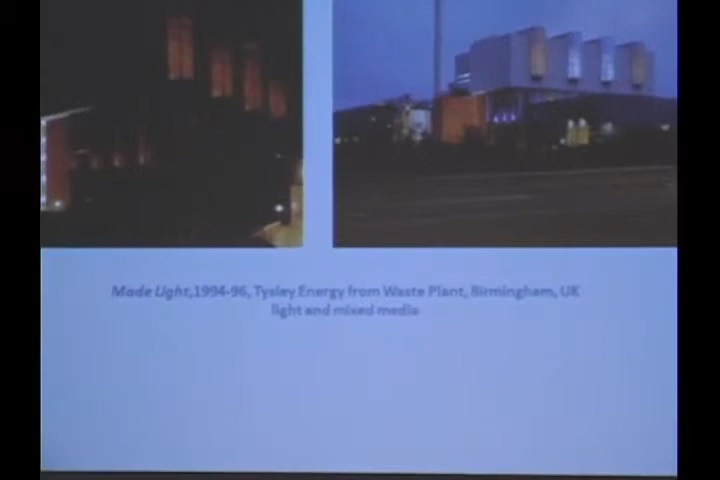 Made Light,1994-96, Tysley Energy from Waste Plant, Birmingham, UK
light and mixed media